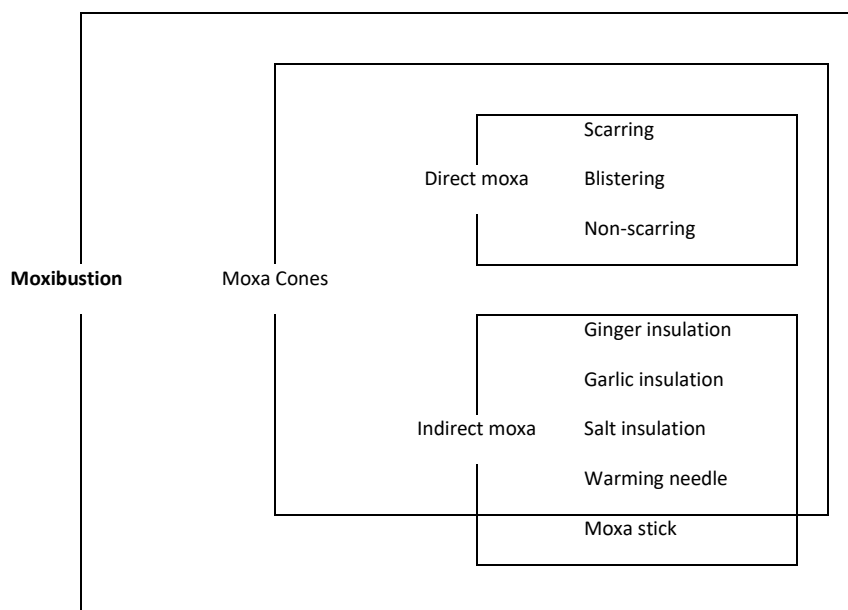 Scarring
Direct moxa Blistering
Non-scarring
Moxibustion Moxa Cones
Ginger insulation
Garlic insulation
Indirect moxa Salt insulation
Warming needle
Moxa stick